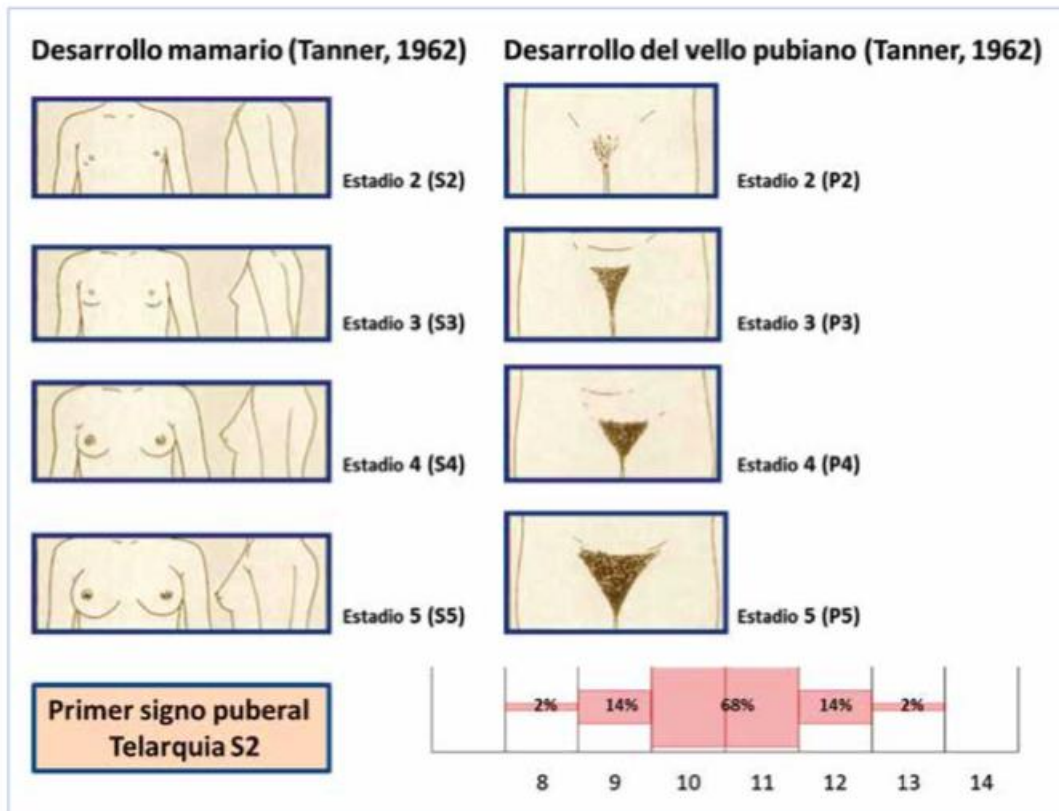 Desarrollo mamario (Tanner, 1962)
Desarrollo del vello pubiano (Tanner, 1962)
Estadio 2 (S2)
Estadio 2 (P2)
Estadio 3 (S3)
Estadio 3 (P3)
Estadio 4 (S4)
Estadio 4 (P4)
Estadio 5 (S5)
Estadio 5 (P5)
Primer signo puberal
Telarquia S2
2% 14% 68% 14% 2%
8 9 10 11 12 13 14